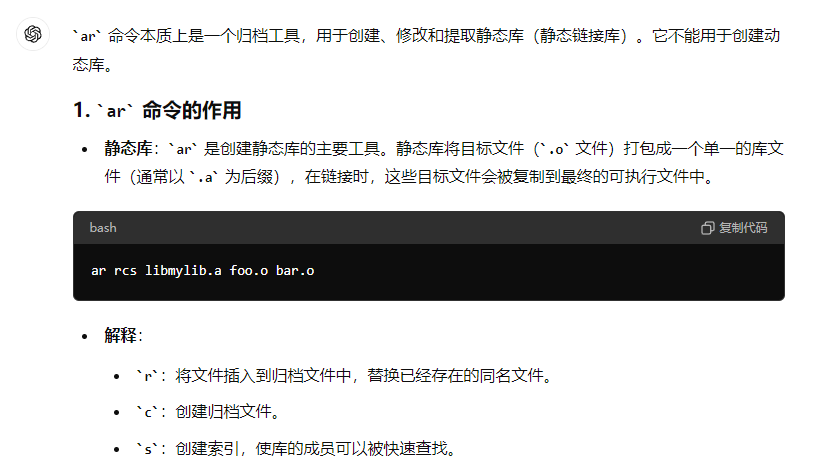 `ar` 命令本质上是一个归档工具，用于创建、修改和提取静态库（静态链接库）。它不能用于创建动
态库。
1. `ar` 命令的作用
• 静态库：`ar` 是创建静态库的主要工具。静态库将目标文件（`.o` 文件）打包成一个单一的库文
件（通常以 `.a` 为后缀），在链接时，这些目标文件会被复制到最终的可执行文件中。
bash 复制代码
ar rcs libmylib.a foo.o bar.o
• 解释：
• `r`：将文件插入到归档文件中，替换已经存在的同名文件。
• `c`：创建归档文件。
• `s`：创建索引，使库的成员可以被快速查找。